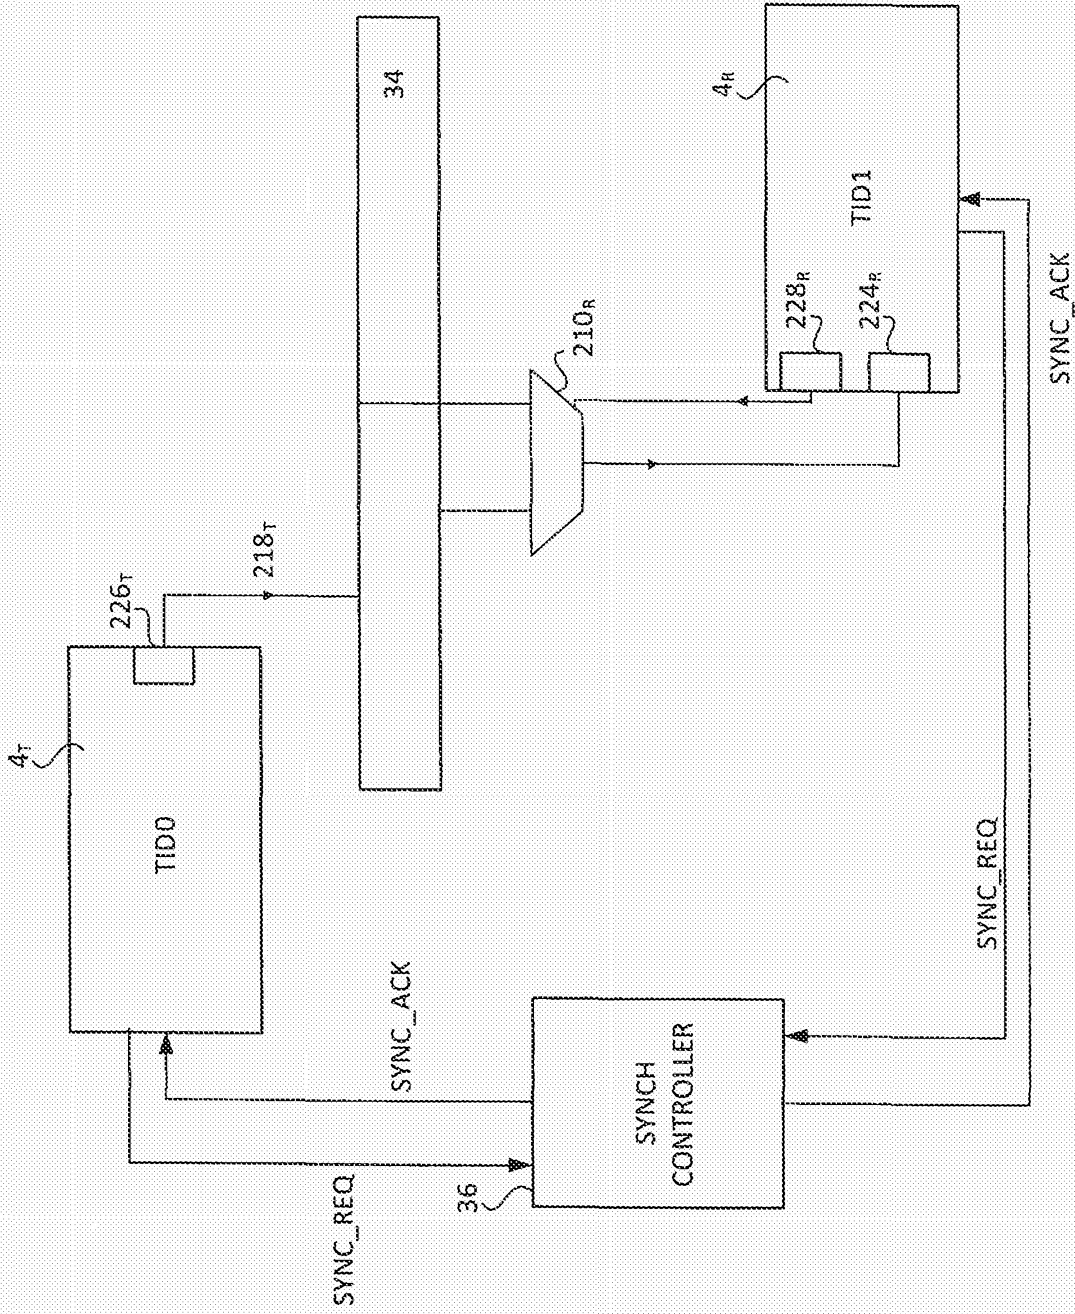 SYNC_REQ
36
SYNCH
CONTROLLER
SYNC_ACK
4T
TID0
226T
218T
34
210R
SYNC_REQ
SYNC_ACK
228R
224R
TID1
4R